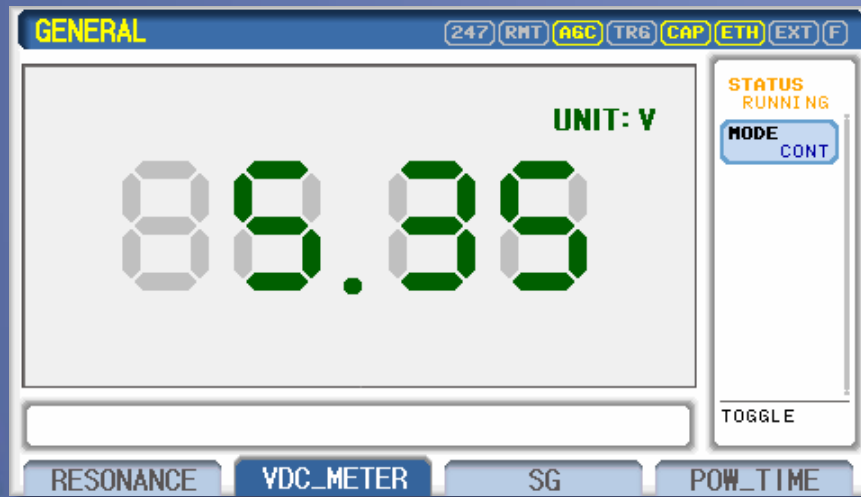 GENERAL 247 RMT AGC TRG CAP ETH EXT F
STATUS
RUNNING
UNIT: V
MODE
CONT
5.35
TOGGLE
RESONANCE VDC_METER SG POW_TIME